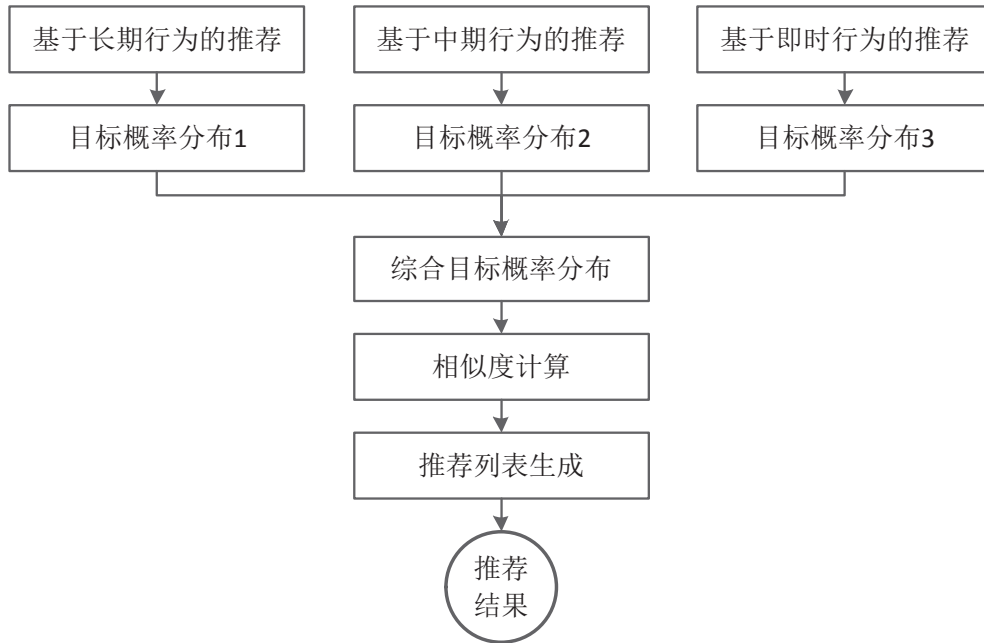 基于长期行为的推荐
基于中期行为的推荐
基于即时行为的推荐
目标概率分布1
目标概率分布2
目标概率分布3
综合目标概率分布
相似度计算
推荐列表生成
推荐
结果